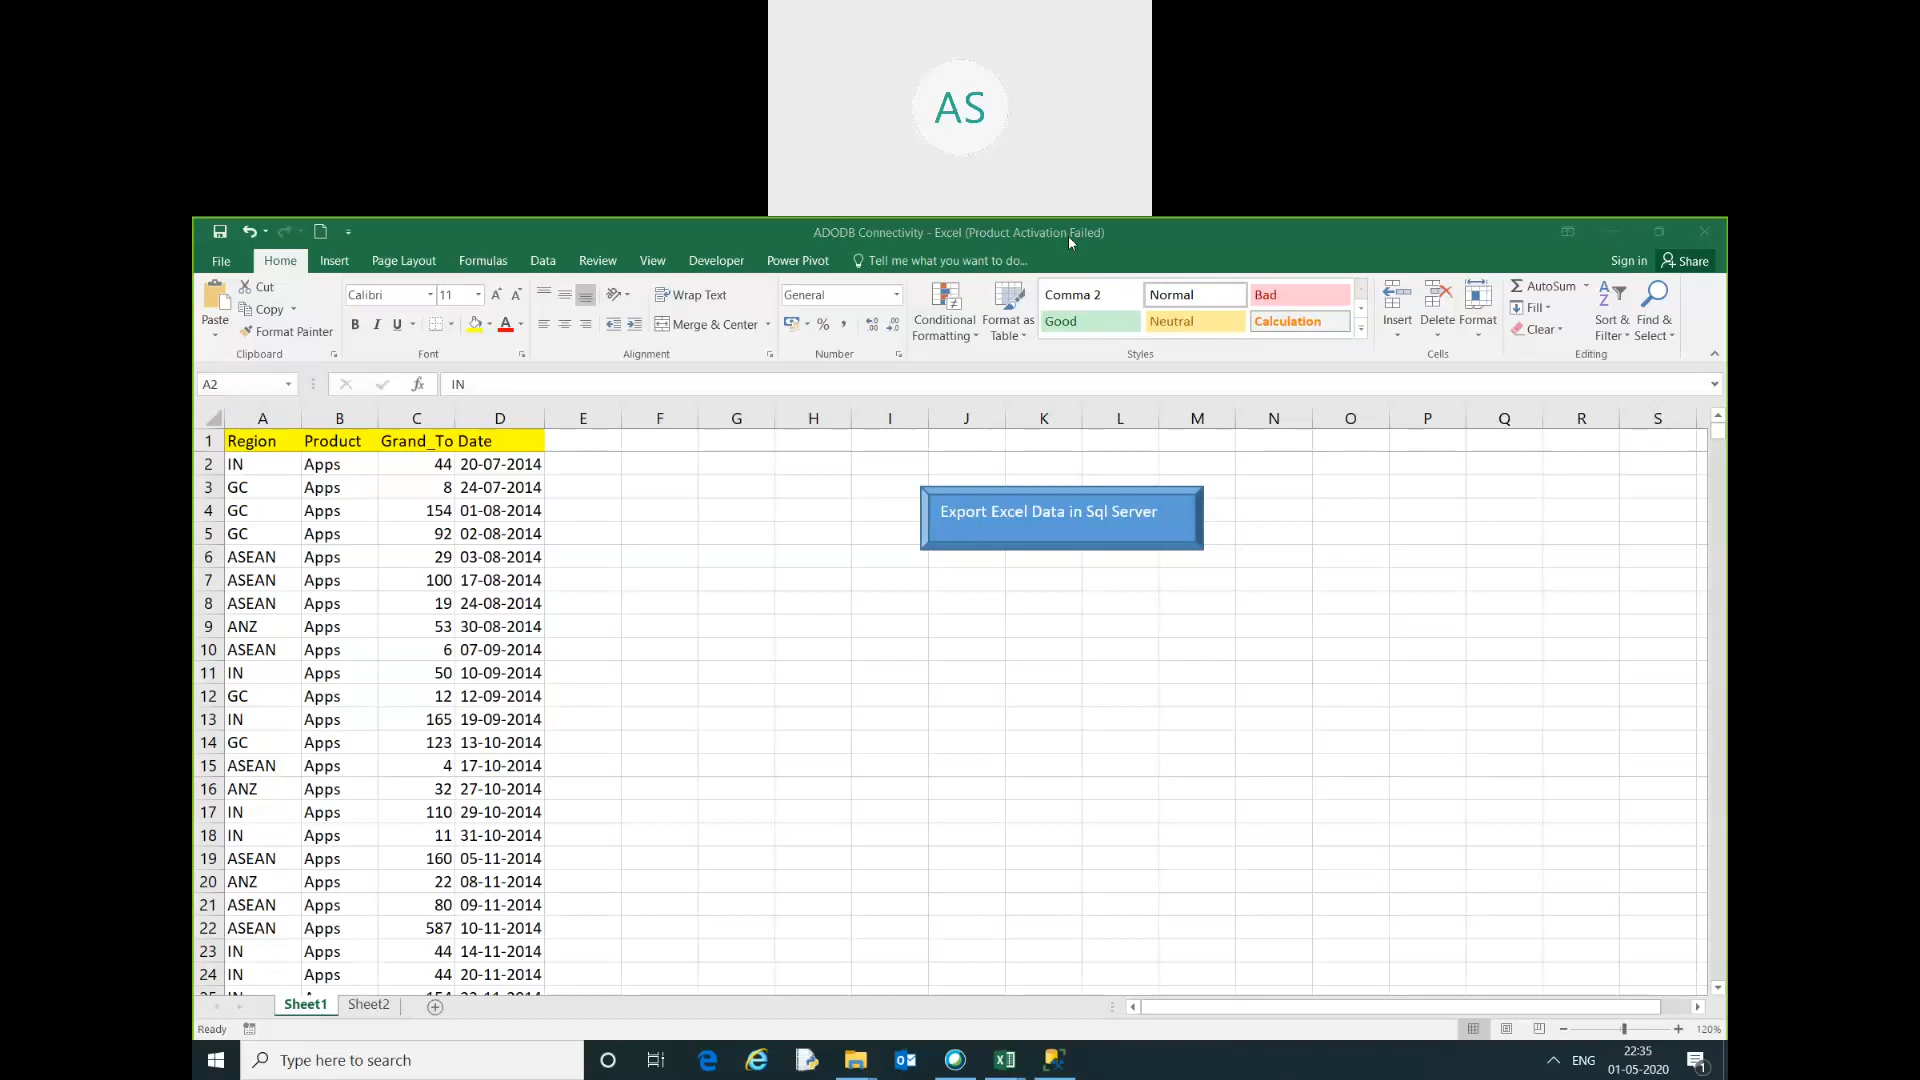 AS
ADODB Connectivity - Excel (Product Activation Failed)
File Home Insert Page Layout Formulas Data Review View Developer Power Pivot Tell me what you want to do... Sign in Share
Paste Cut Copy Format Painter Clipboard
Calibri 11 B I U A Font
Wrap Text Merge & Center Alignment
General % Number
Conditional Formatting Format as Table
Comma 2 Normal Bad
Good Neutral Calculation
Styles
Insert Delete Format Cells
AutoSum Fill Clear Sort & Filter Find & Select Editing
A2 fx IN
A B C D E F G H I J K L M N O P Q R S
1 Region Product Grand_To Date
2 IN Apps 44 20-07-2014
3 GC Apps 8 24-07-2014
4 GC Apps 154 01-08-2014
Export Excel Data in Sql Server
5 GC Apps 92 02-08-2014
6 ASEAN Apps 29 03-08-2014
7 ASEAN Apps 100 17-08-2014
8 ASEAN Apps 19 24-08-2014
9 ANZ Apps 53 30-08-2014
10 ASEAN Apps 6 07-09-2014
11 IN Apps 50 10-09-2014
12 GC Apps 12 12-09-2014
13 IN Apps 165 19-09-2014
14 GC Apps 123 13-10-2014
15 ASEAN Apps 4 17-10-2014
16 ANZ Apps 32 27-10-2014
17 IN Apps 110 29-10-2014
18 IN Apps 11 31-10-2014
19 ASEAN Apps 160 05-11-2014
20 ANZ Apps 22 08-11-2014
21 ASEAN Apps 80 09-11-2014
22 ASEAN Apps 587 10-11-2014
23 IN Apps 44 14-11-2014
24 IN Apps 44 20-11-2014
Sheet1 Sheet2
Ready 120%
Type here to search ENG 22:35
01-05-2020